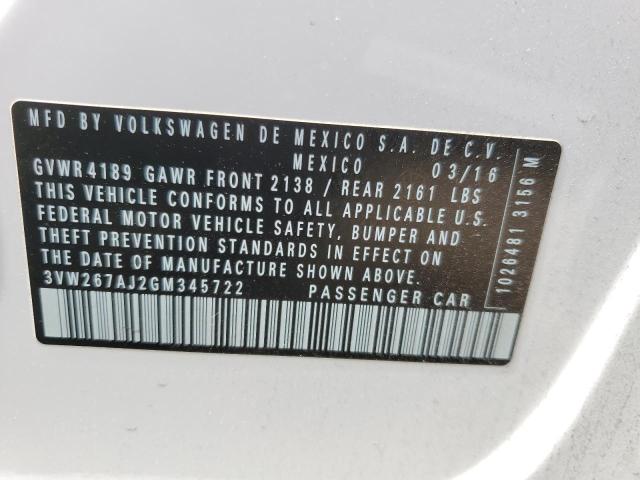 MFD BY VOLKSWAGEN DE MEXICO S.A. DE C.V.
MEXICO 03/16
GVWR 4189 GAWR FRONT 2138 / REAR 2161 LBS
THIS VEHICLE CONFORMS TO ALL APPLICABLE U.S.
FEDERAL MOTOR VEHICLE SAFETY, BUMPER AND
THEFT PREVENTION STANDARDS IN EFFECT ON
THE DATE OF MANUFACTURE SHOWN ABOVE.
3VW267AJ2GM345722 PASSENGER CAR
1026481 3156 M